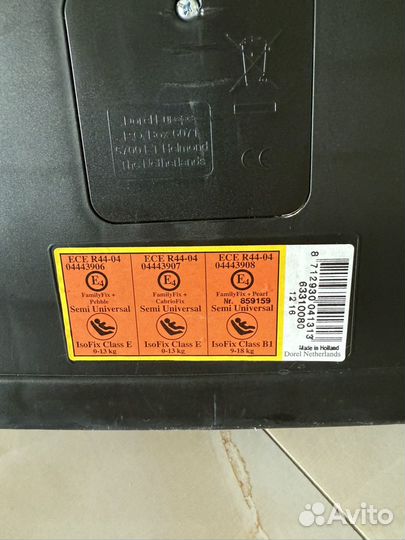 Dorel Europe
P.O. Box 6071
5700 ET Helmond
The Netherlands
CE
ECE R44-04
04443906
E4
FamilyFix +
Pebble
Semi Universal
IsoFix Class E
0-13 kg
ECE R44-04
04443907
E4
FamilyFix +
CabrioFix
Semi Universal
IsoFix Class E
0-13 kg
ECE R44-04
04443908
E4
FamilyFix + Pearl
Nr. 859159
Semi Universal
IsoFix Class B1
9-18 kg
8 712930 041313
63310080
12 16
Made in Holland
Dorel Netherlands
Avito